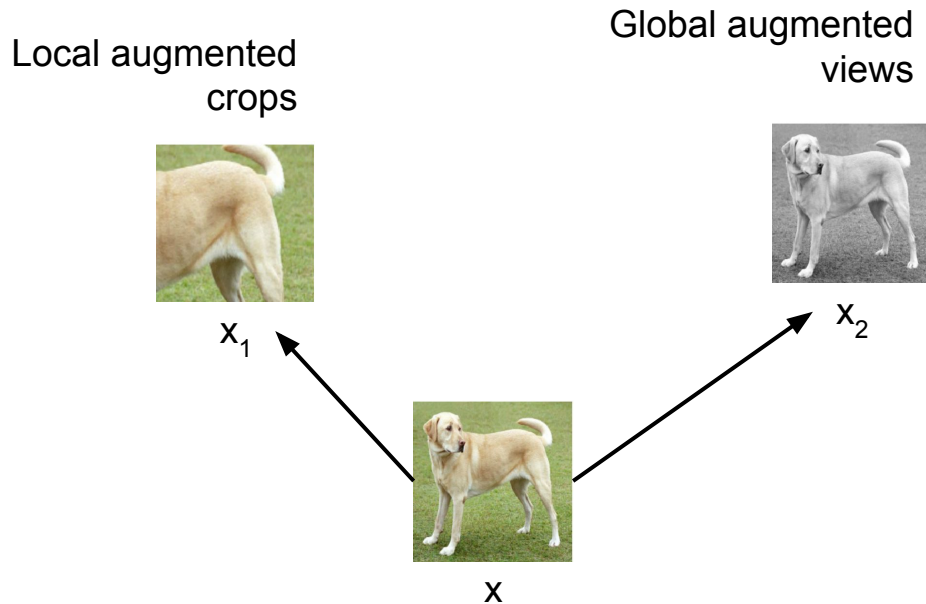 Local augmented
crops
Global augmented
views
x₁
x₂
x